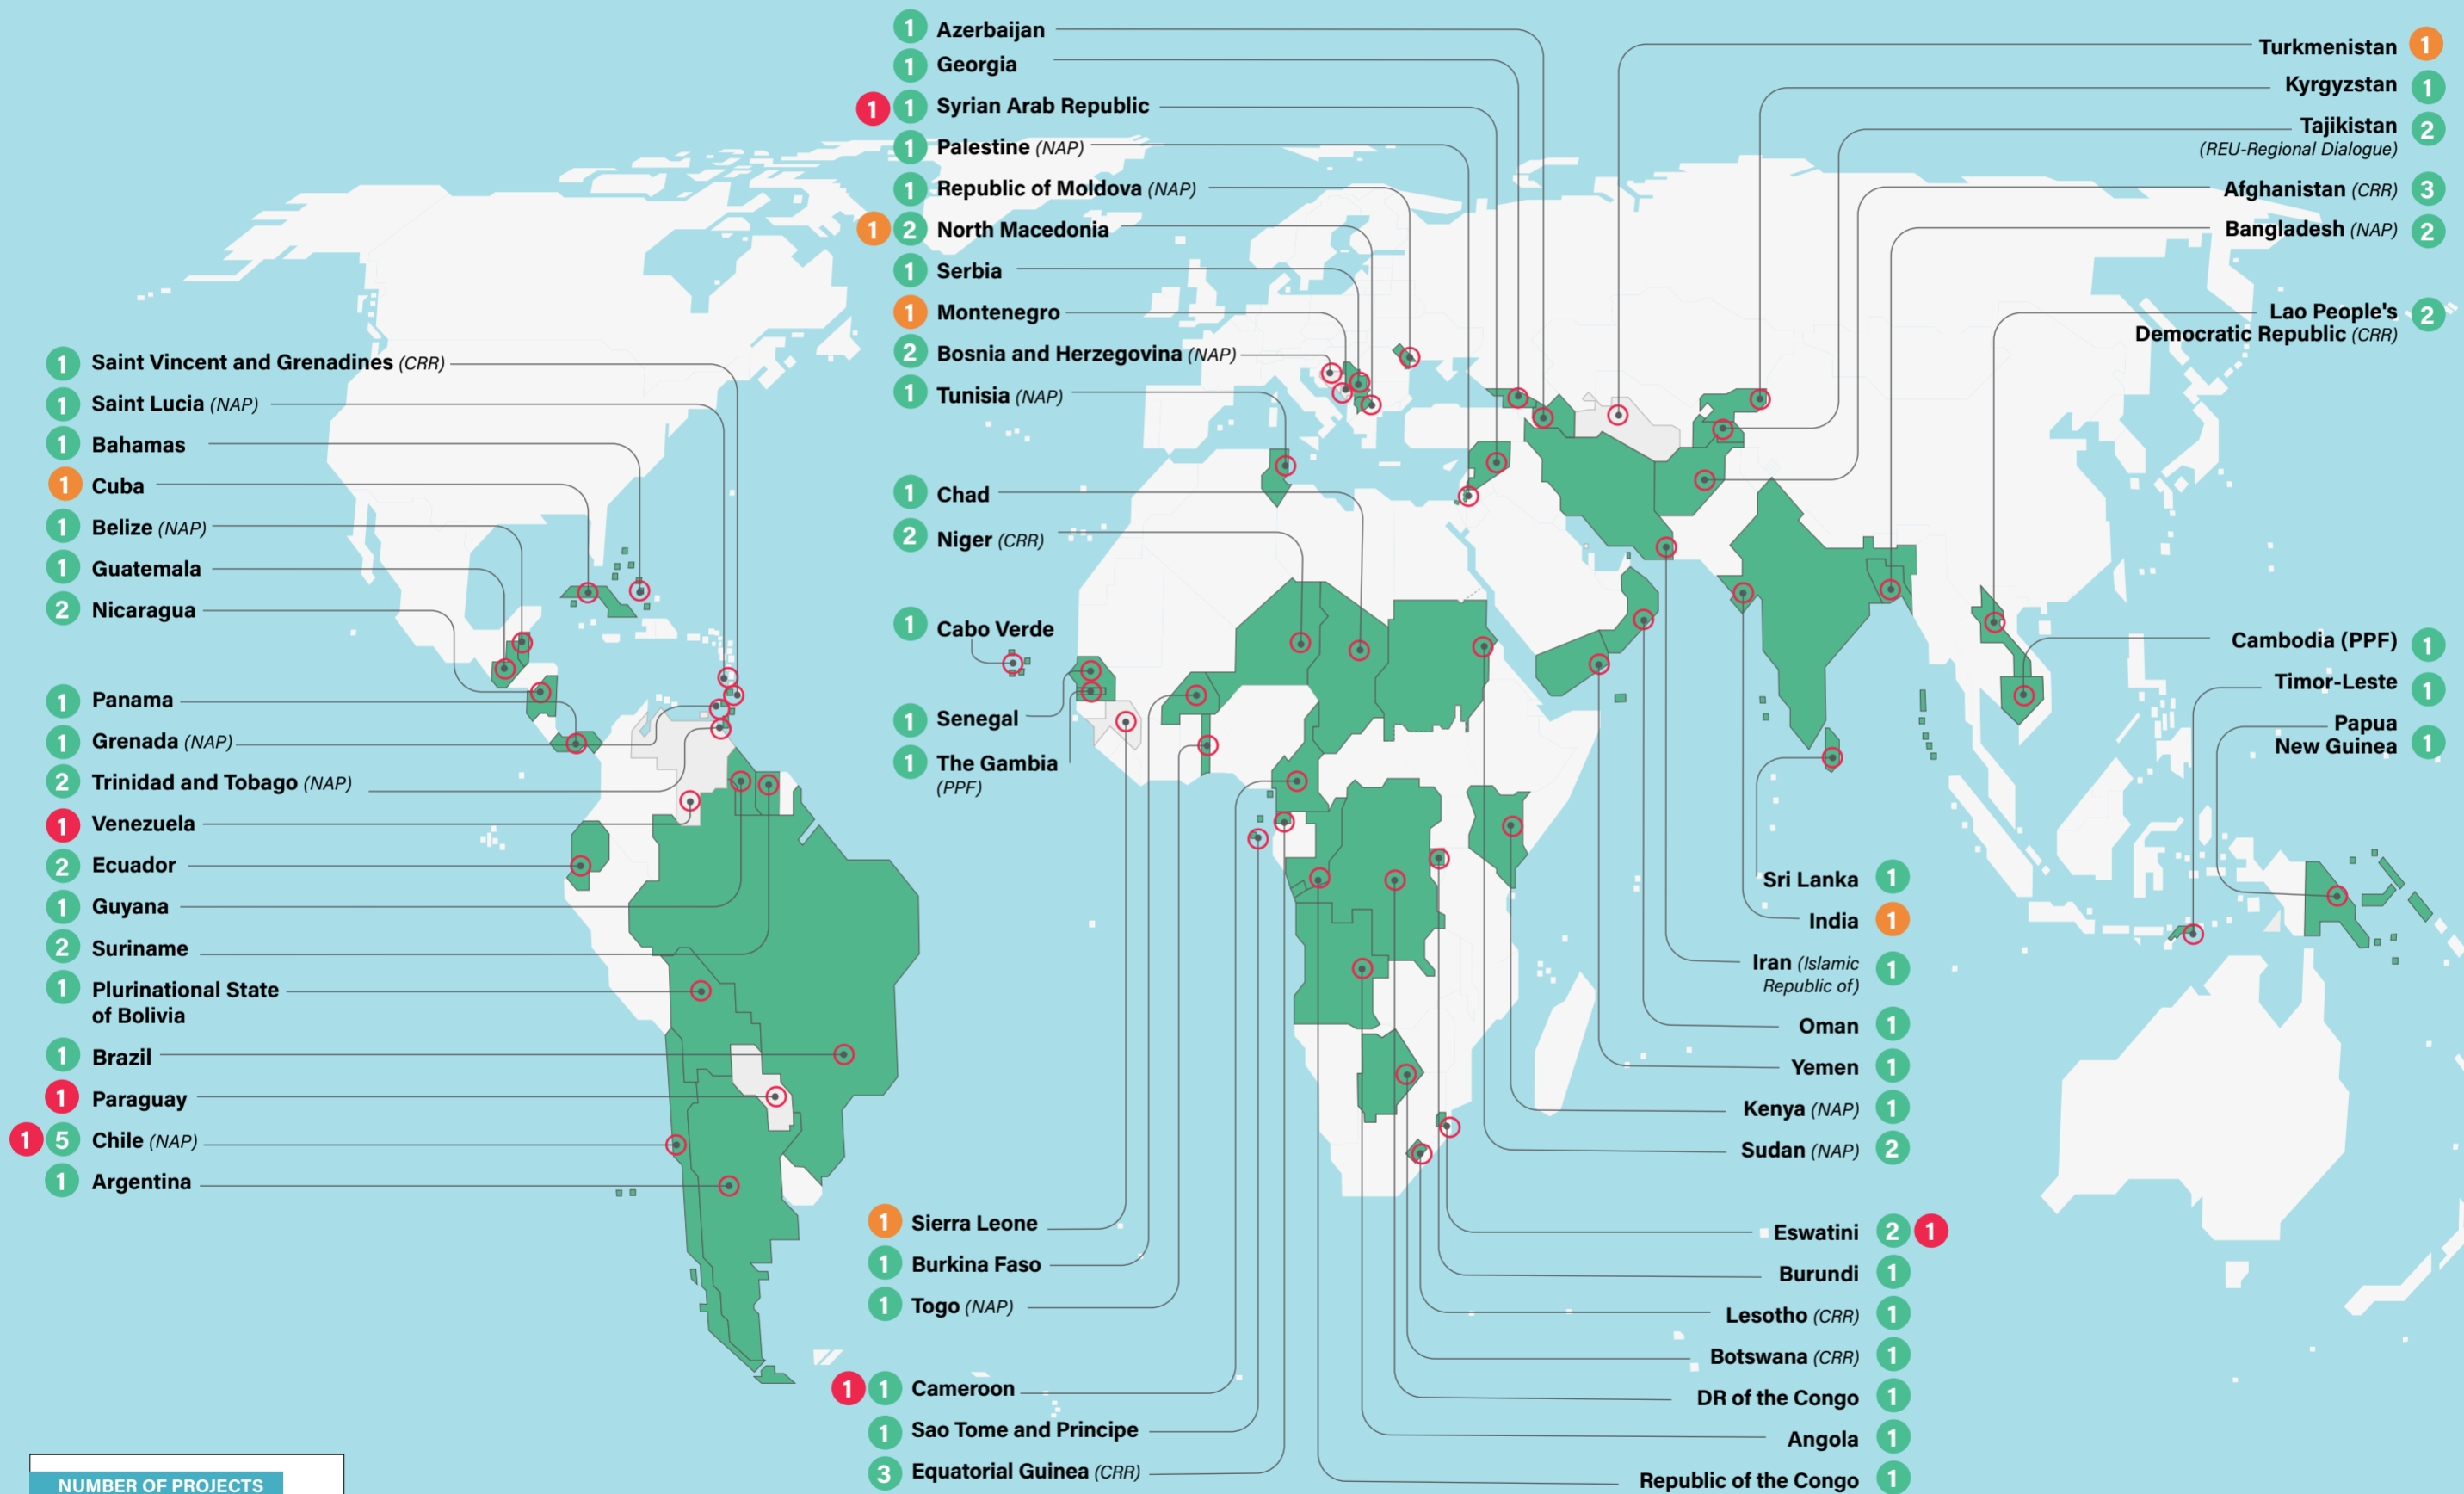 1 Saint Vincent and Grenadines (CRR)
1 Saint Lucia (NAP)
1 Bahamas
1 Cuba
1 Belize (NAP)
1 Guatemala
2 Nicaragua
1 Panama
1 Grenada (NAP)
2 Trinidad and Tobago (NAP)
1 Venezuela
2 Ecuador
1 Guyana
2 Suriname
1 Plurinational State
of Bolivia
1 Brazil
1 Paraguay
1 5 Chile (NAP)
1 Argentina
NUMBER OF PROJECTS
1 Azerbaijan
1 Georgia
1 1 Syrian Arab Republic
1 Palestine (NAP)
1 Republic of Moldova (NAP)
1 2 North Macedonia
1 Serbia
1 Montenegro
2 Bosnia and Herzegovina (NAP)
1 Tunisia (NAP)
1 Chad
2 Niger (CRR)
1 Cabo Verde
1 Senegal
1 The Gambia
(PPF)
1 Sierra Leone
1 Burkina Faso
1 Togo (NAP)
1 1 Cameroon
1 Sao Tome and Principe
3 Equatorial Guinea (CRR)
Turkmenistan 1
Kyrgyzstan 1
Tajikistan 2
(REU-Regional Dialogue)
Afghanistan (CRR) 3
Bangladesh (NAP) 2
Lao People's 2
Democratic Republic (CRR)
Cambodia (PPF) 1
Timor-Leste 1
Papua
New Guinea 1
Sri Lanka 1
India 1
Iran (Islamic 1
Republic of)
Oman 1
Yemen 1
Kenya (NAP) 1
Sudan (NAP) 2
Eswatini 2 1
Burundi 1
Lesotho (CRR) 1
Botswana (CRR) 1
DR of the Congo 1
Angola 1
Republic of the Congo 1